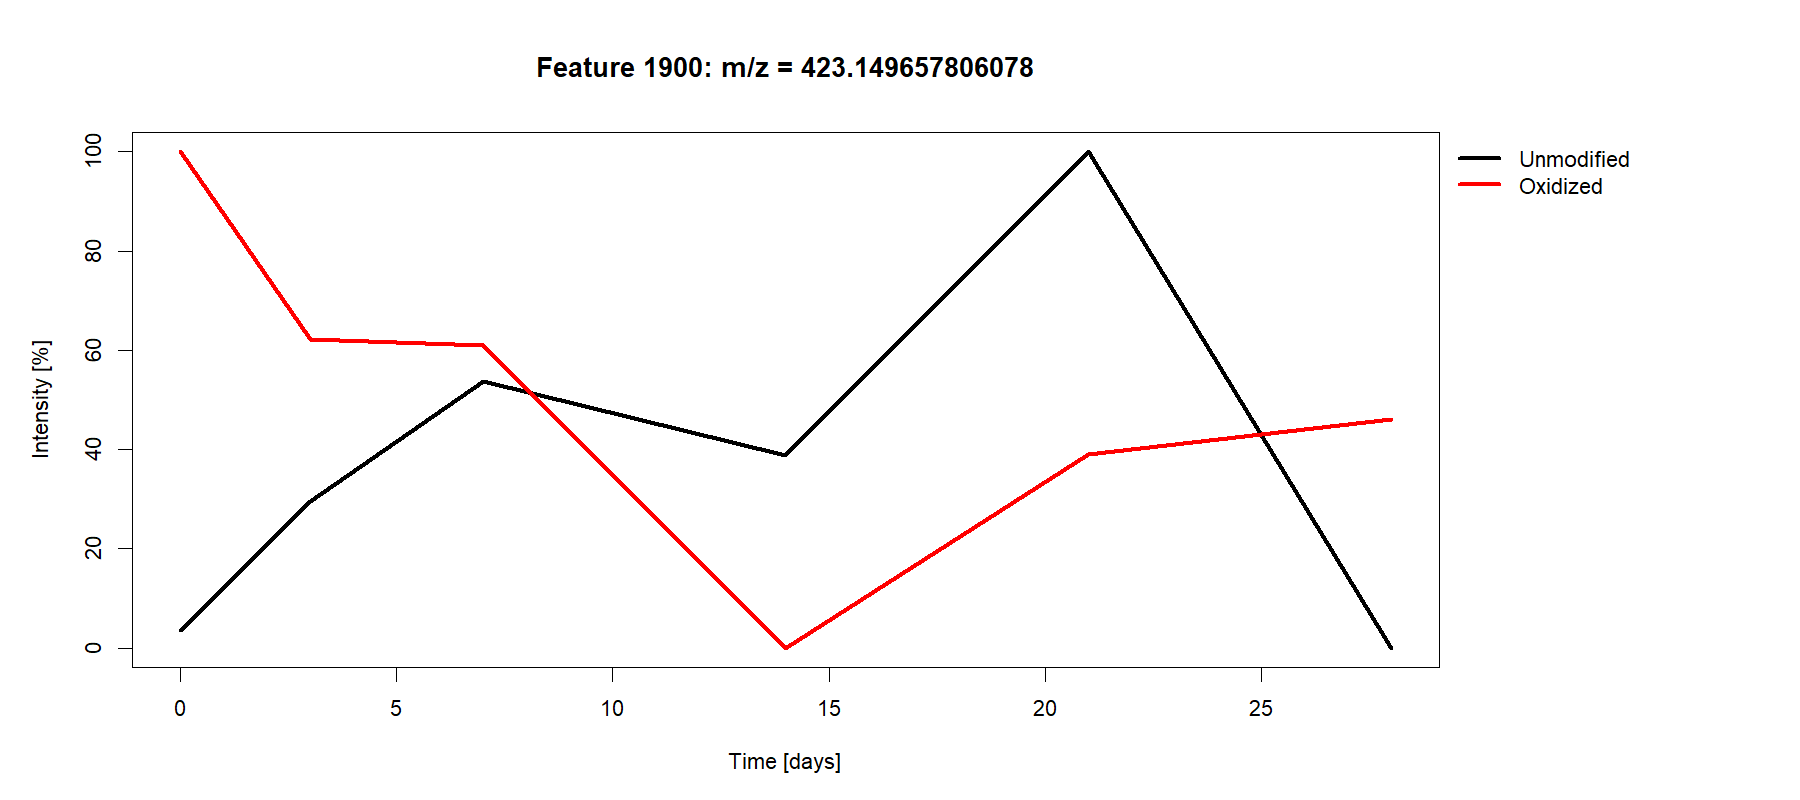 Feature 1900: m/z = 423.149657806078
Unmodified
Oxidized
Intensity [%]
100
80
60
40
20
0
0 5 10 15 20 25
Time [days]